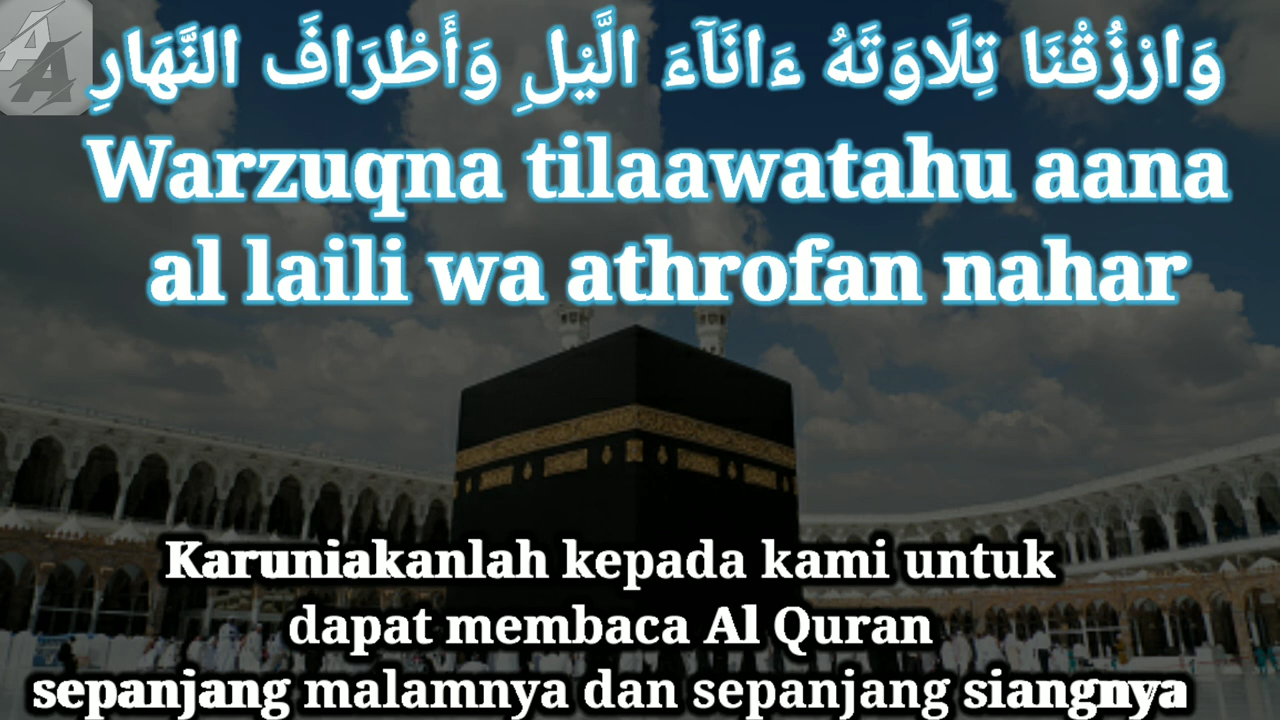 وَارْزُقْنَا تِلَاوَتَهُ ءَانَآءَ الَّيْلِ وَأَطْرَافَ النَّهَارِ
Warzuqna tilaawatahu aana
al laili wa athrofan nahar
Karuniakanlah kepada kami untuk
dapat membaca Al Quran
sepanjang malamnya dan sepanjang siangnya